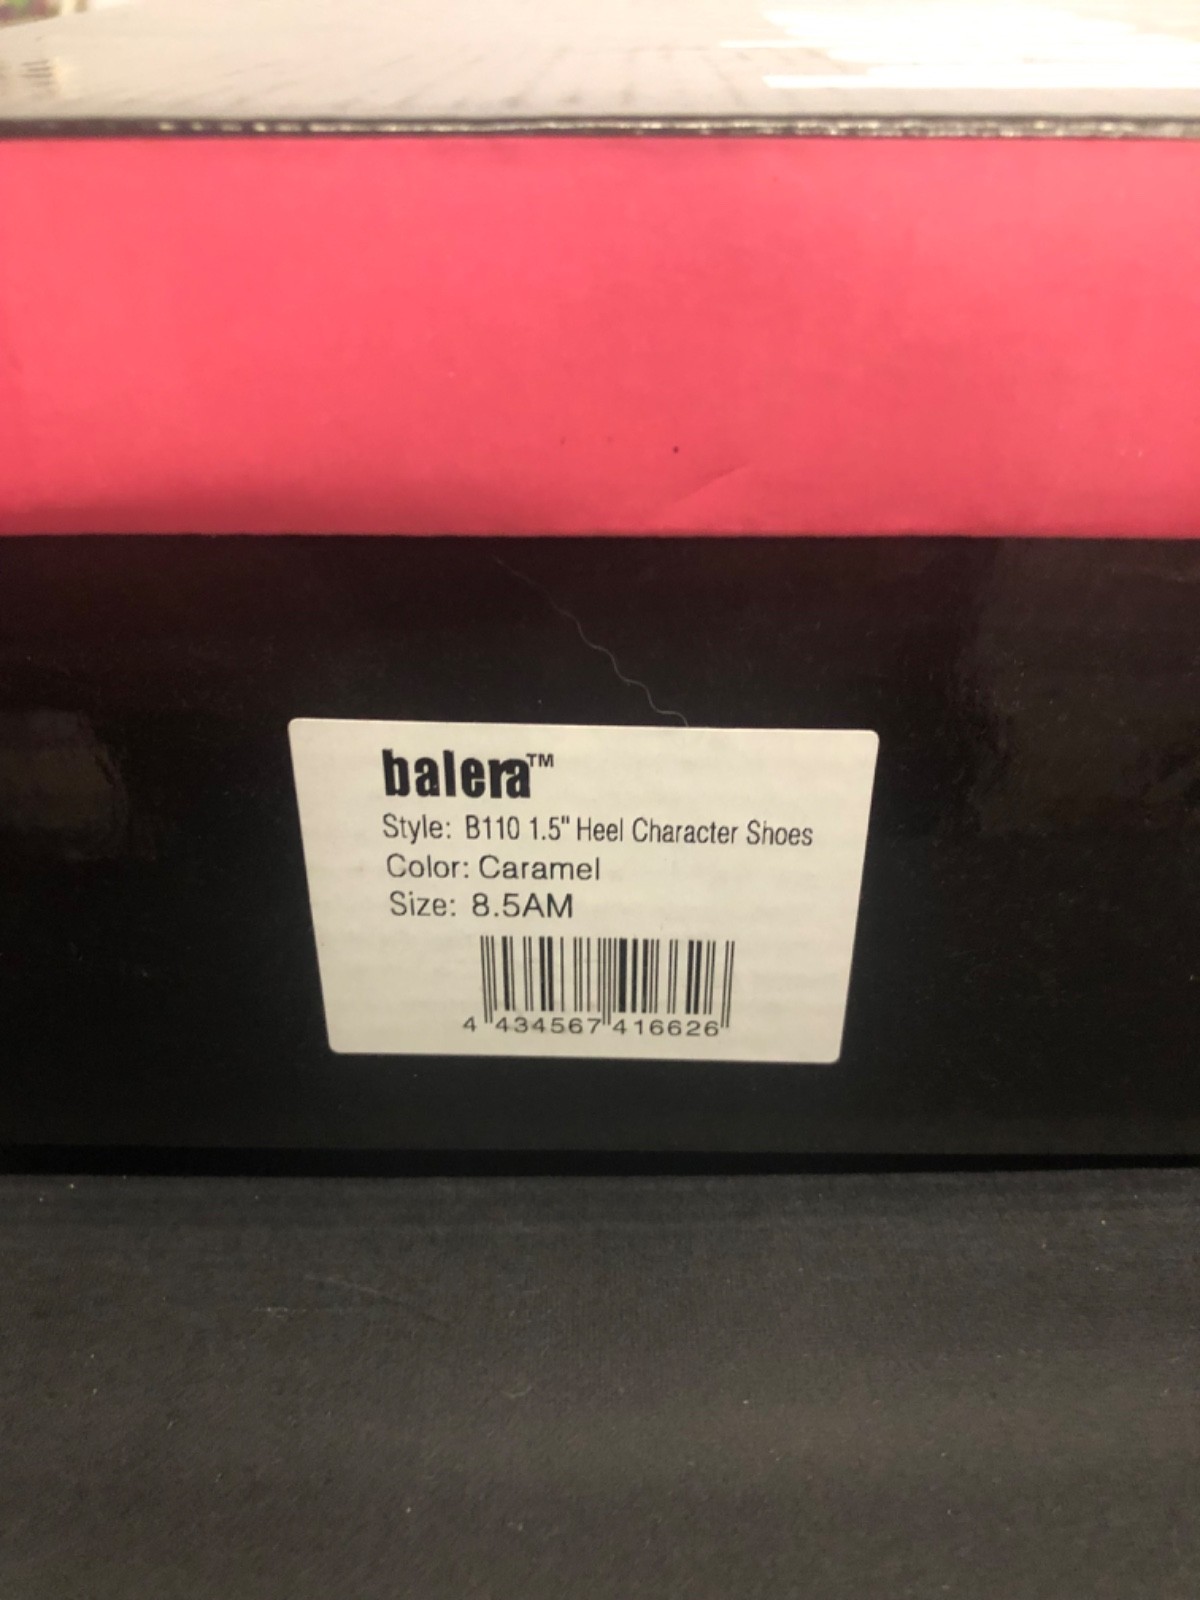 balera™
Style: B110 1.5" Heel Character Shoes
Color: Caramel
Size: 8.5AM
4 434567 416626